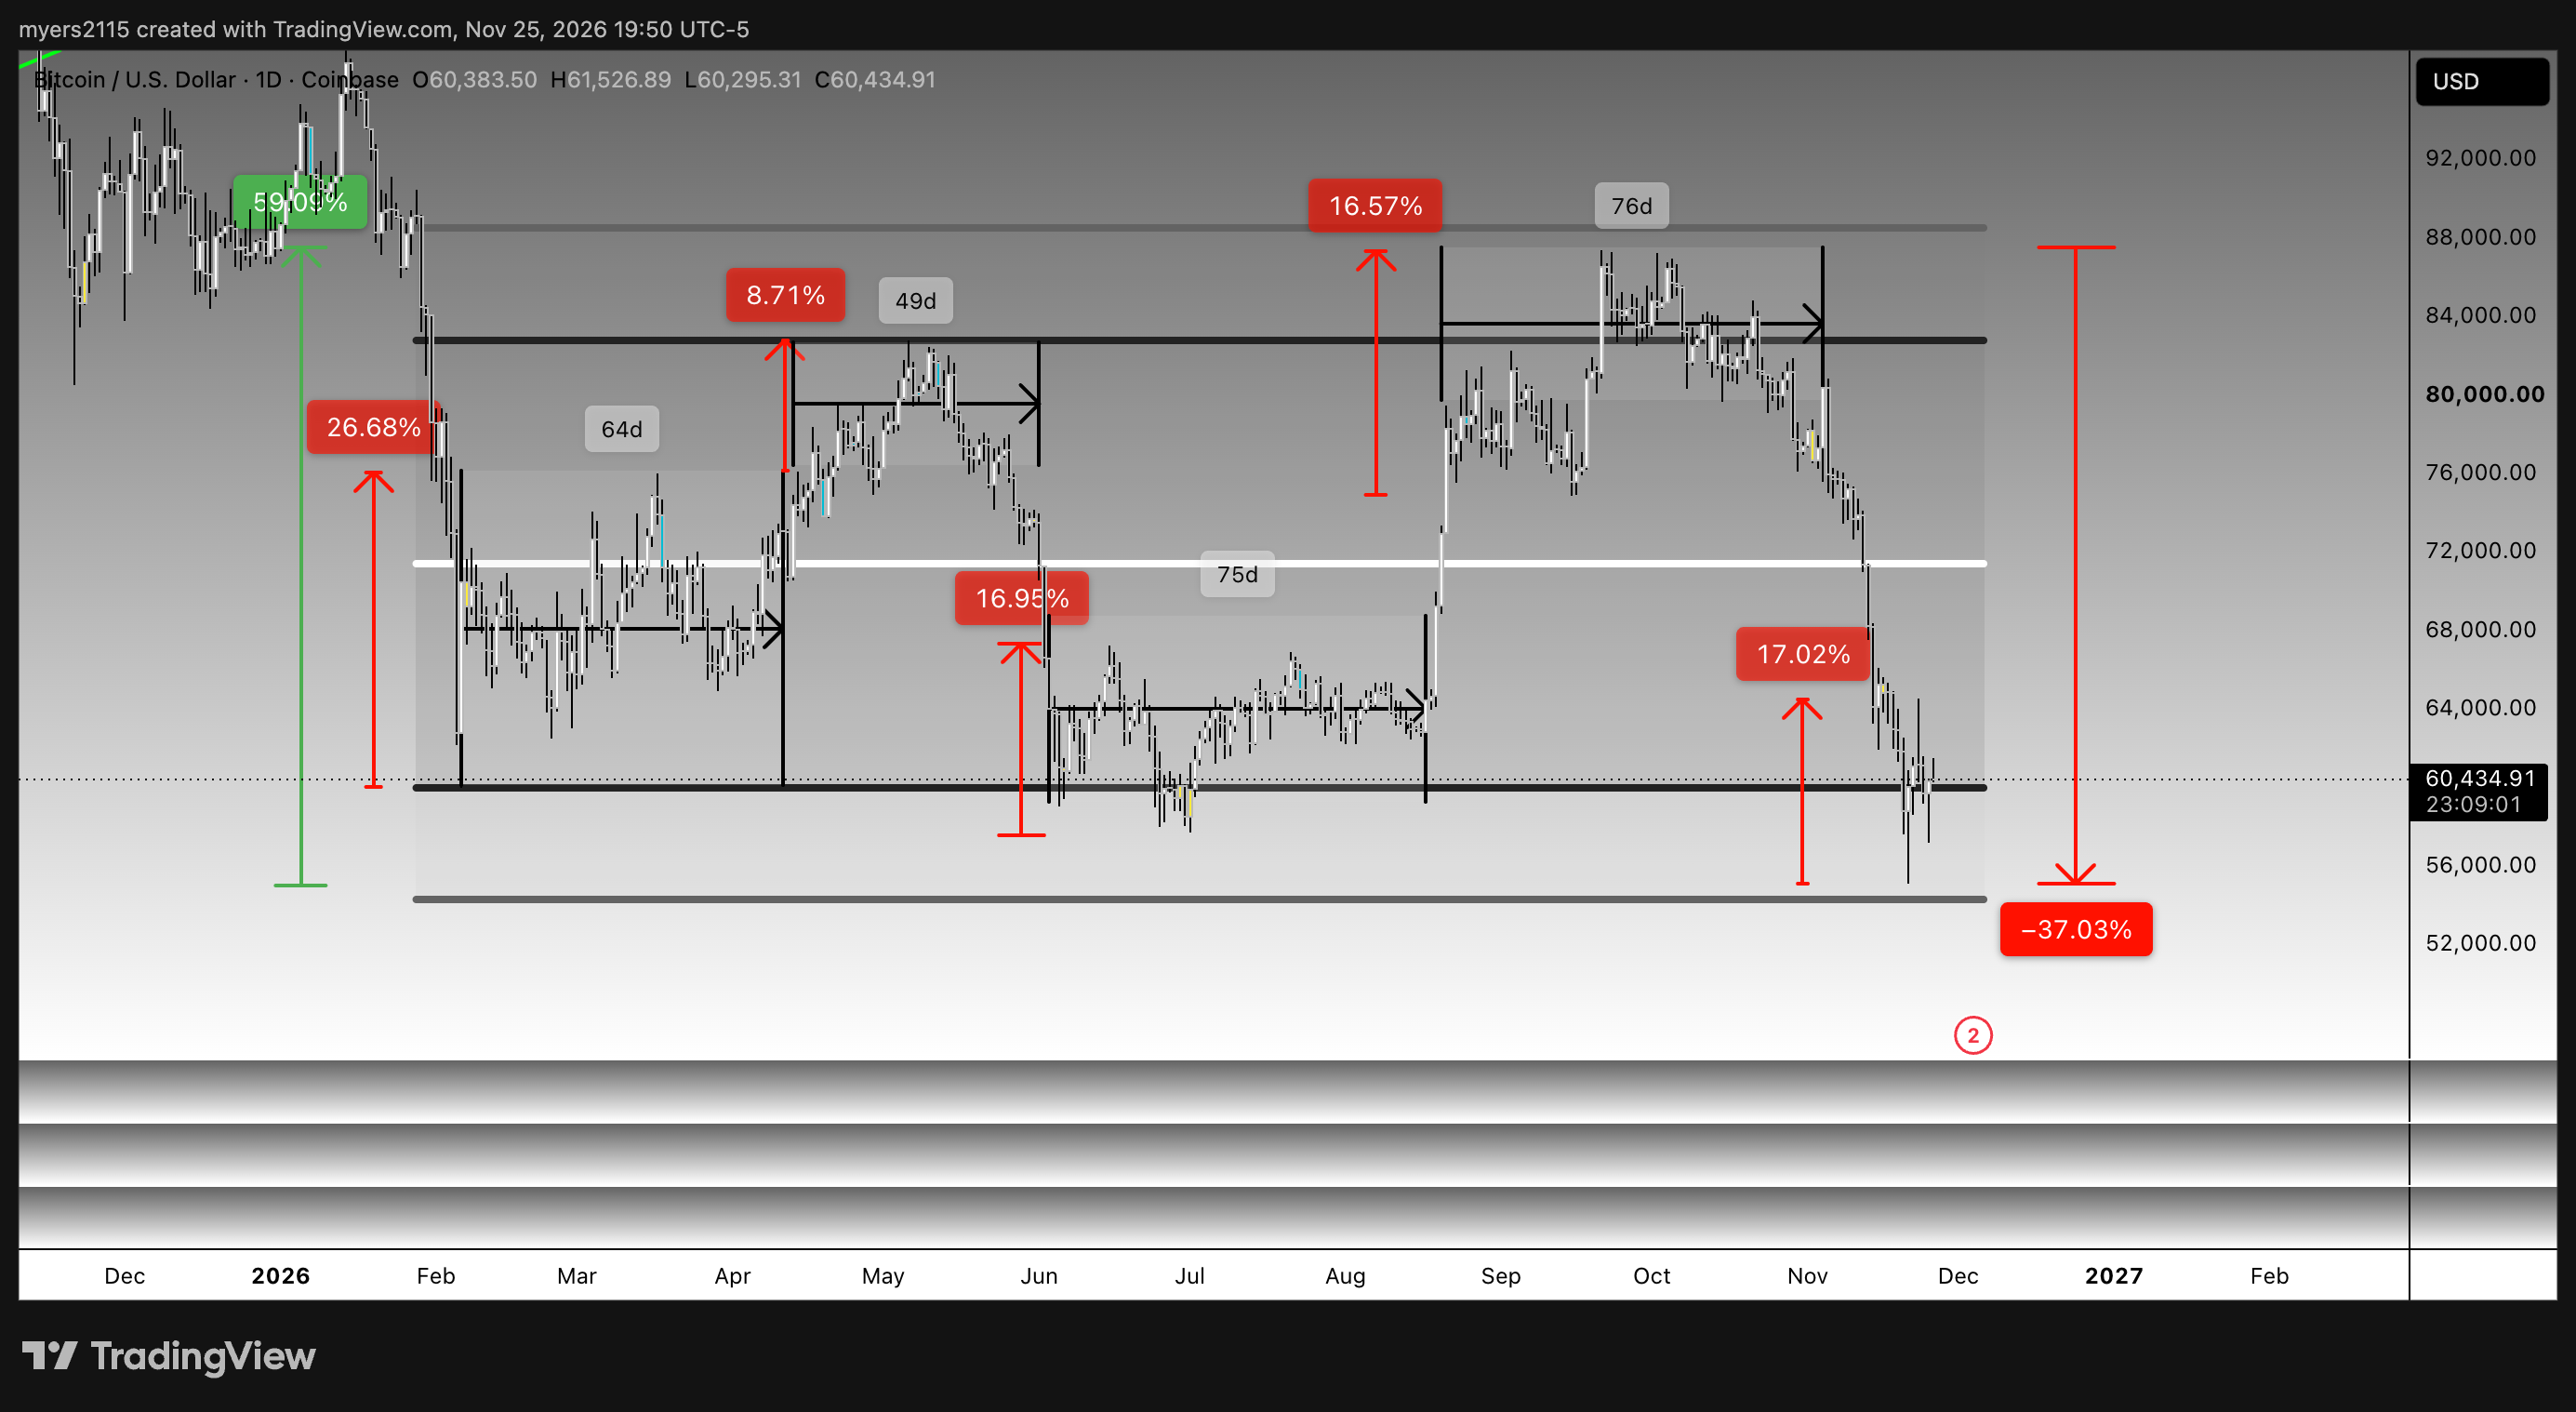 myers2115 created with TradingView.com, Nov 25, 2026 19:50 UTC-5
Bitcoin / U.S. Dollar · 1D · Coinbase O60,383.50 H61,526.89 L60,295.31 C60,434.91
USD
92,000.00
88,000.00
84,000.00
80,000.00
76,000.00
72,000.00
68,000.00
64,000.00
60,434.91
23:09:01
56,000.00
52,000.00
59.09%
16.57%
76d
8.71%
49d
26.68%
64d
75d
16.95%
17.02%
−37.03%
2
Dec 2026 Feb Mar Apr May Jun Jul Aug Sep Oct Nov Dec 2027 Feb
TradingView